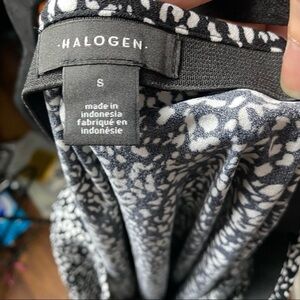 ·HALOGEN·
S
made in
indonesia
fabriqué en
indonésie